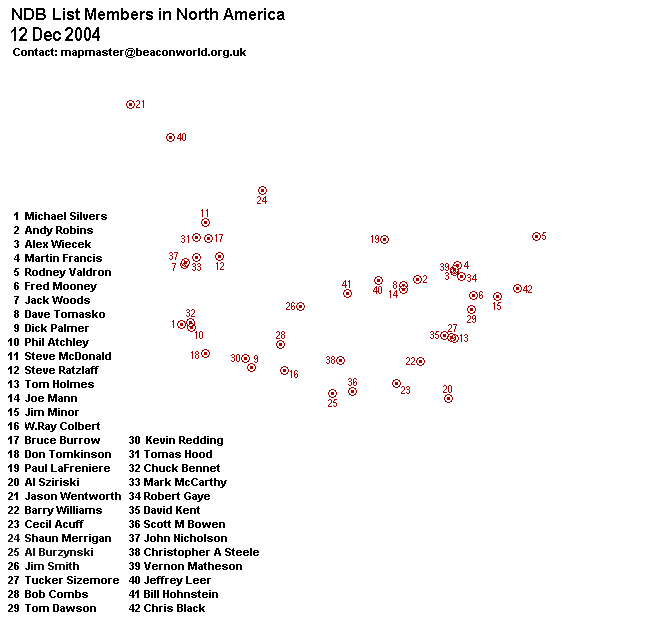 NDB List Members in North America
12 Dec 2004
Contact: mapmaster@beaconworld.org.uk
21
40
24
11
31 17
19
5
37
7 33 12
39 4
3 34
41
40
8 2
14
6
15
42
26
29
32
1
10
28
35 27 13
18
30 9
16
38
22
36
25
23
20
1 Michael Silvers
2 Andy Robins
3 Alex Wiecek
4 Martin Francis
5 Rodney Valdron
6 Fred Mooney
7 Jack Woods
8 Dave Tomasko
9 Dick Palmer
10 Phil Atchley
11 Steve McDonald
12 Steve Ratzlaff
13 Tom Holmes
14 Joe Mann
15 Jim Minor
16 W.Ray Colbert
17 Bruce Burrow
18 Don Tomkinson
19 Paul LaFreniere
20 Al Sziriski
21 Jason Wentworth
22 Barry Williams
23 Cecil Acuff
24 Shaun Merrigan
25 Al Burzynski
26 Jim Smith
27 Tucker Sizemore
28 Bob Combs
29 Tom Dawson
30 Kevin Redding
31 Tomas Hood
32 Chuck Bennet
33 Mark McCarthy
34 Robert Gaye
35 David Kent
36 Scott M Bowen
37 John Nicholson
38 Christopher A Steele
39 Vernon Matheson
40 Jeffrey Leer
41 Bill Hohnstein
42 Chris Black